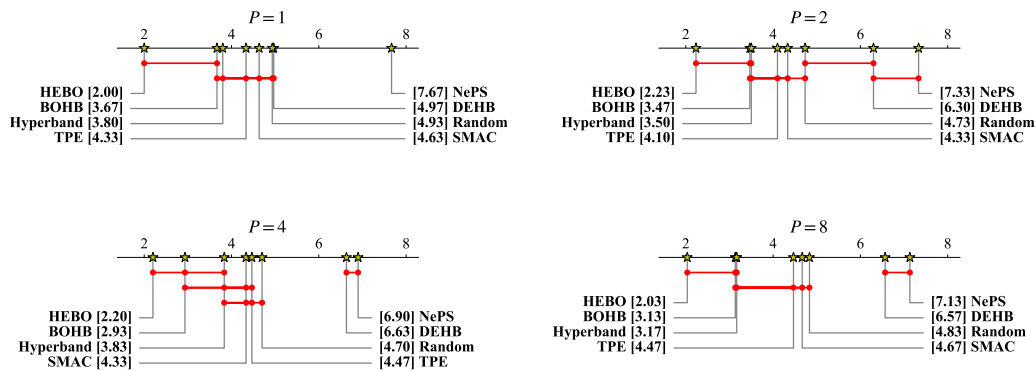 P = 1
2 4 6 8
HEBO [2.00] [7.67] NePS
BOHB [3.67] [4.97] DEHB
Hyperband [3.80] [4.93] Random
TPE [4.33] [4.63] SMAC
P = 2
2 4 6 8
HEBO [2.23] [7.33] NePS
BOHB [3.47] [6.30] DEHB
Hyperband [3.50] [4.73] Random
TPE [4.10] [4.33] SMAC
P = 4
2 4 6 8
HEBO [2.20] [6.90] NePS
BOHB [2.93] [6.63] DEHB
Hyperband [3.83] [4.70] Random
SMAC [4.33] [4.47] TPE
P = 8
2 4 6 8
HEBO [2.03] [7.13] NePS
BOHB [3.13] [6.57] DEHB
Hyperband [3.17] [4.83] Random
TPE [4.47] [4.67] SMAC